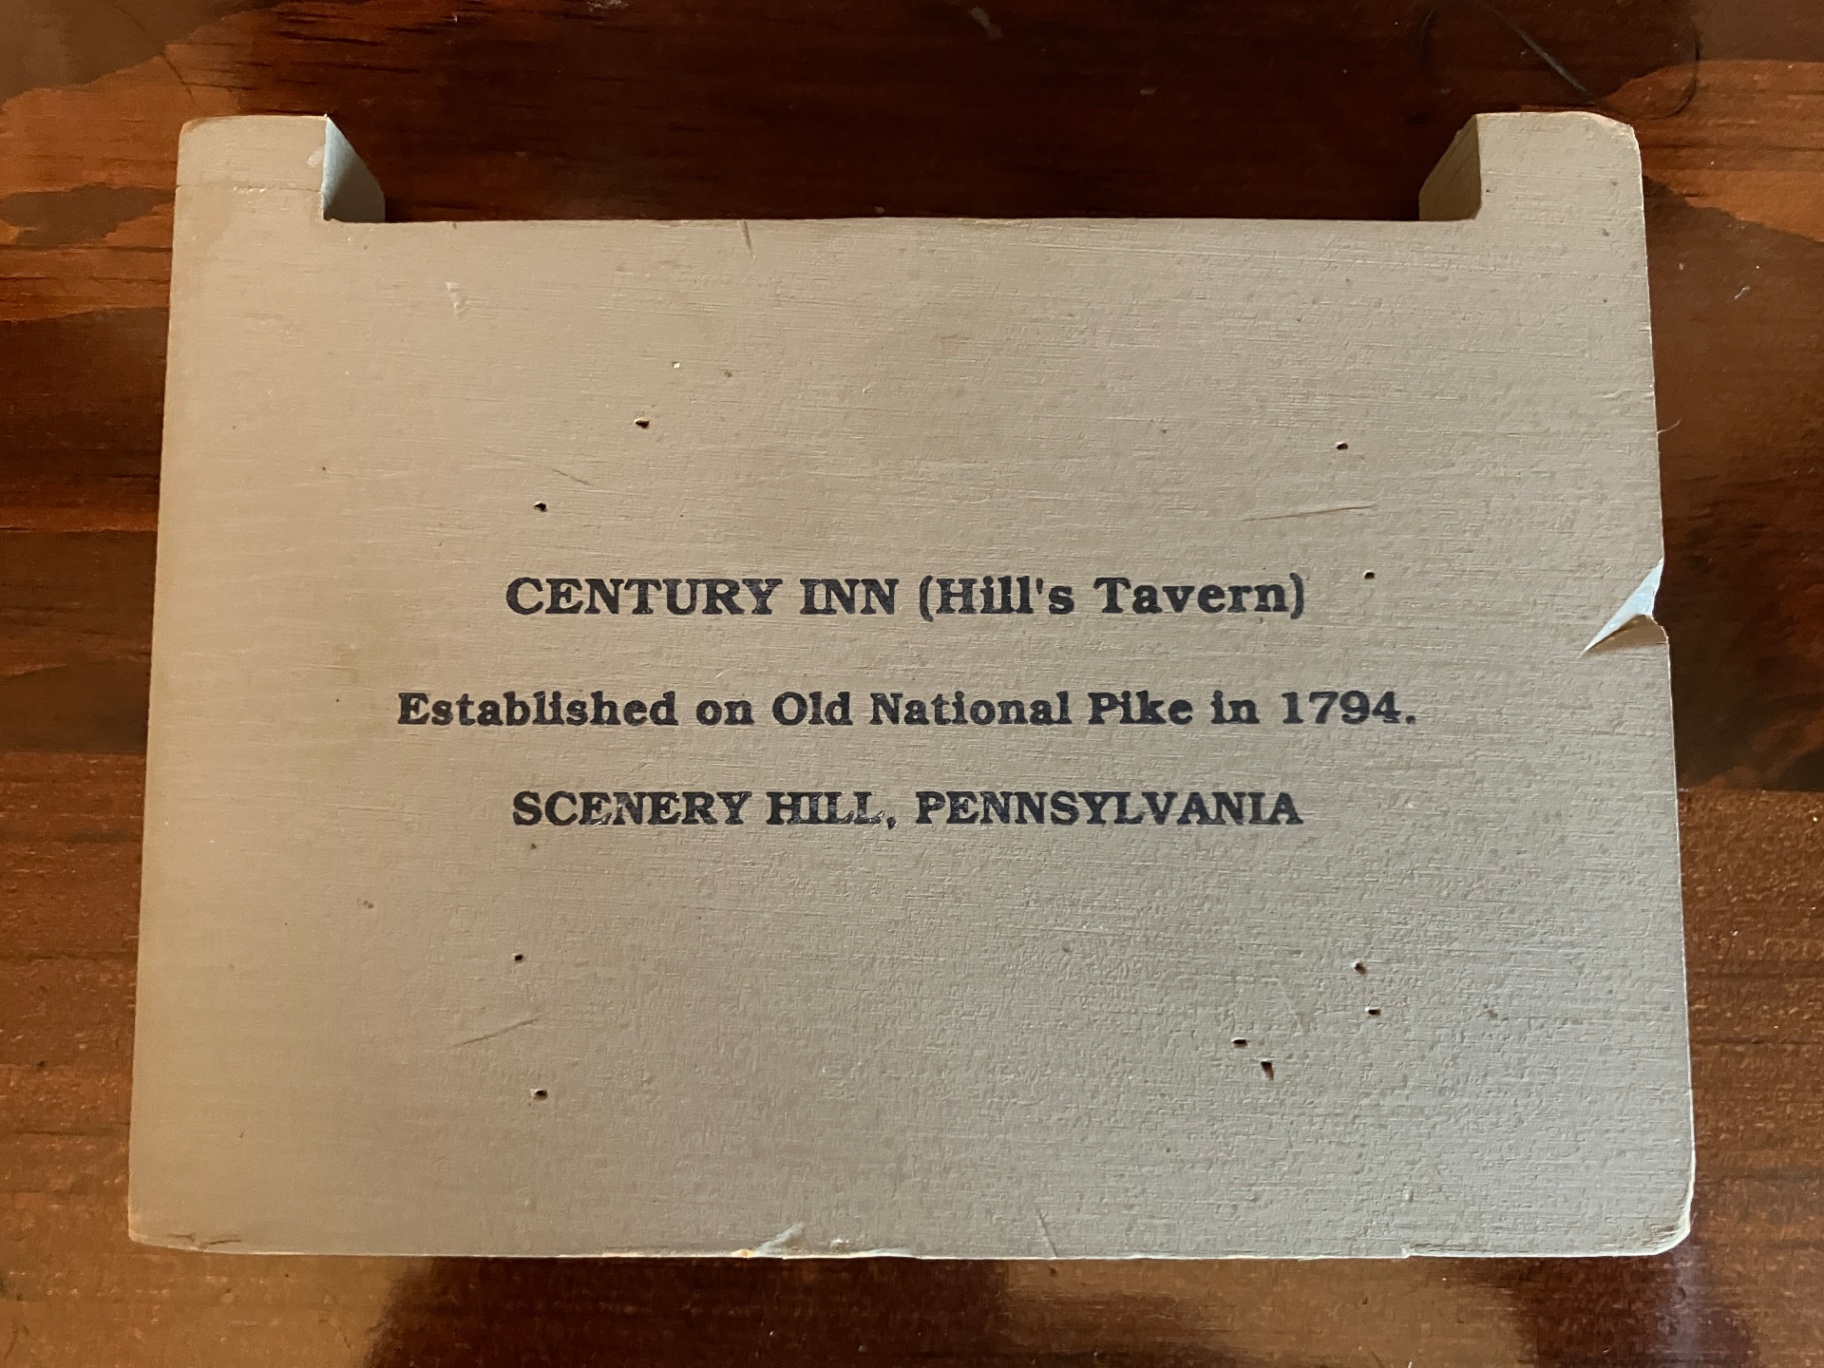 CENTURY INN (Hill's Tavern)
Established on Old National Pike in 1794.
SCENERY HILL, PENNSYLVANIA